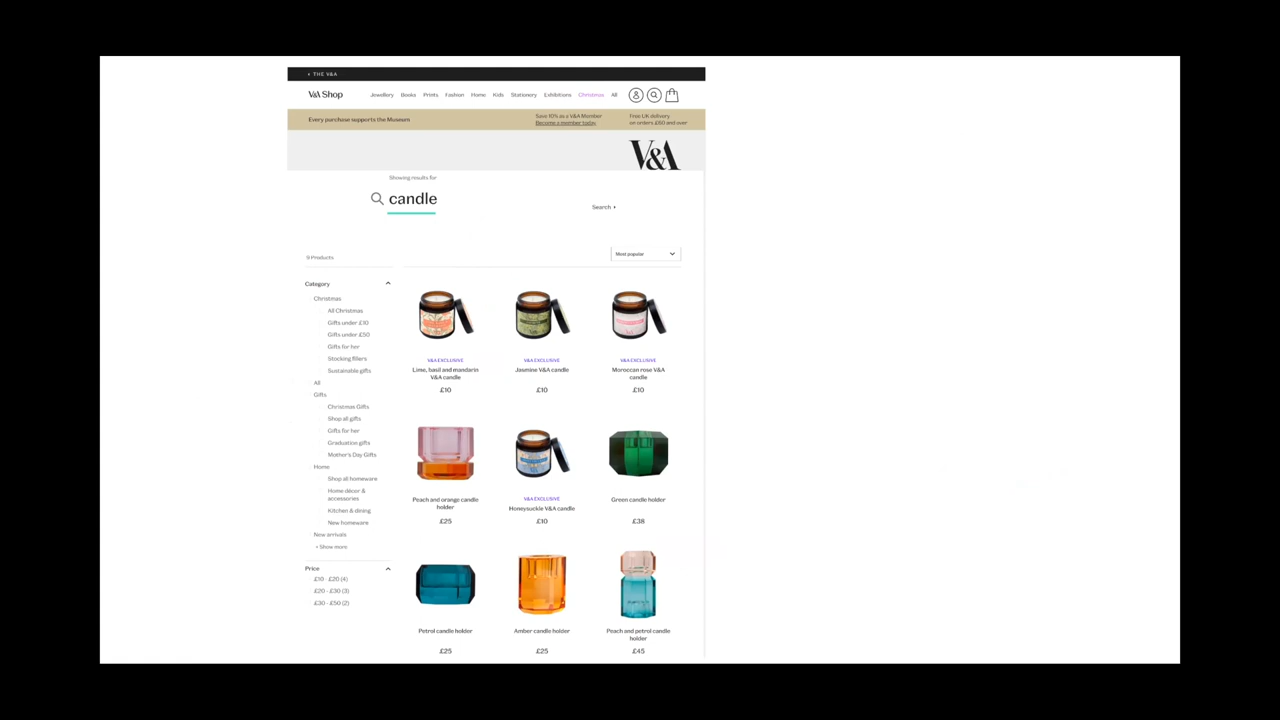 ‹ THE V&A
V&A Shop
Jewellery Books Prints Fashion Home Kids Stationery Exhibitions Christmas All
Every purchase supports the Museum
Save 10% as a V&A Member
Become a member today
Free UK delivery
on orders £60 and over
V&A
Showing results for
candle
Search
9 Products
Most popular
Category
Christmas
All Christmas
Gifts under £10
Gifts under £50
Gifts for her
Stocking fillers
Sustainable gifts
All
Gifts
Christmas Gifts
Shop all gifts
Gifts for her
Graduation gifts
Mother's Day Gifts
Home
Shop all homeware
Home décor &
accessories
Kitchen & dining
New homeware
New arrivals
+ Show more
Price
£10 - £20 (4)
£20 - £30 (3)
£30 - £50 (2)
V&A EXCLUSIVE
Lime, basil and mandarin
V&A candle
£10
V&A EXCLUSIVE
Jasmine V&A candle
£10
V&A EXCLUSIVE
Moroccan rose V&A
candle
£10
Peach and orange candle
holder
£25
V&A EXCLUSIVE
Honeysuckle V&A candle
£10
Green candle holder
£38
Petrol candle holder
£25
Amber candle holder
£25
Peach and petrol candle
holder
£45